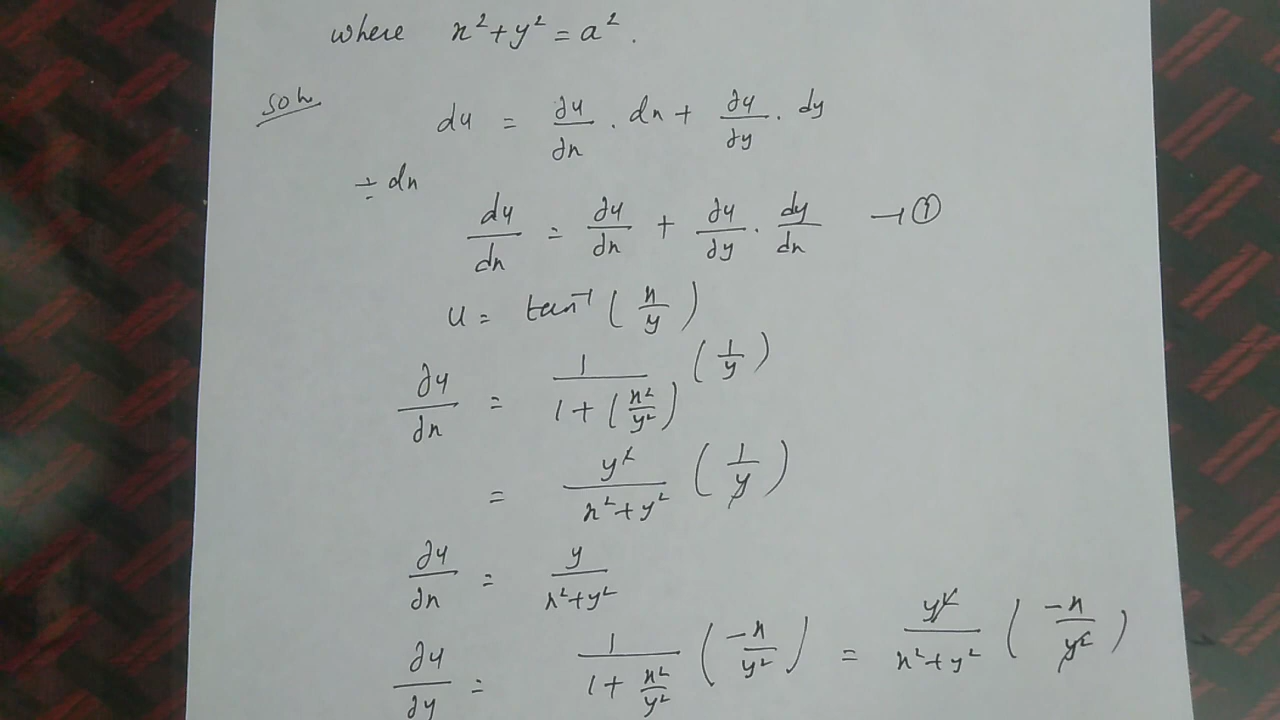 where x² + y² = a².
Soln
du = ∂u/∂x . dx + ∂u/∂y . dy
÷ dx
du/dx = ∂u/∂x + ∂u/∂y . dy/dx → ①
u = tan⁻¹ (x/y)
∂u/∂x = 1/(1 + (x²/y²)) (1/y)
= y²/(x² + y²) (1/y)
∂u/∂x = y/(x² + y²)
∂u/∂y = 1/(1 + x²/y²) (-x/y²) = y²/(x² + y²) (-x/y²)